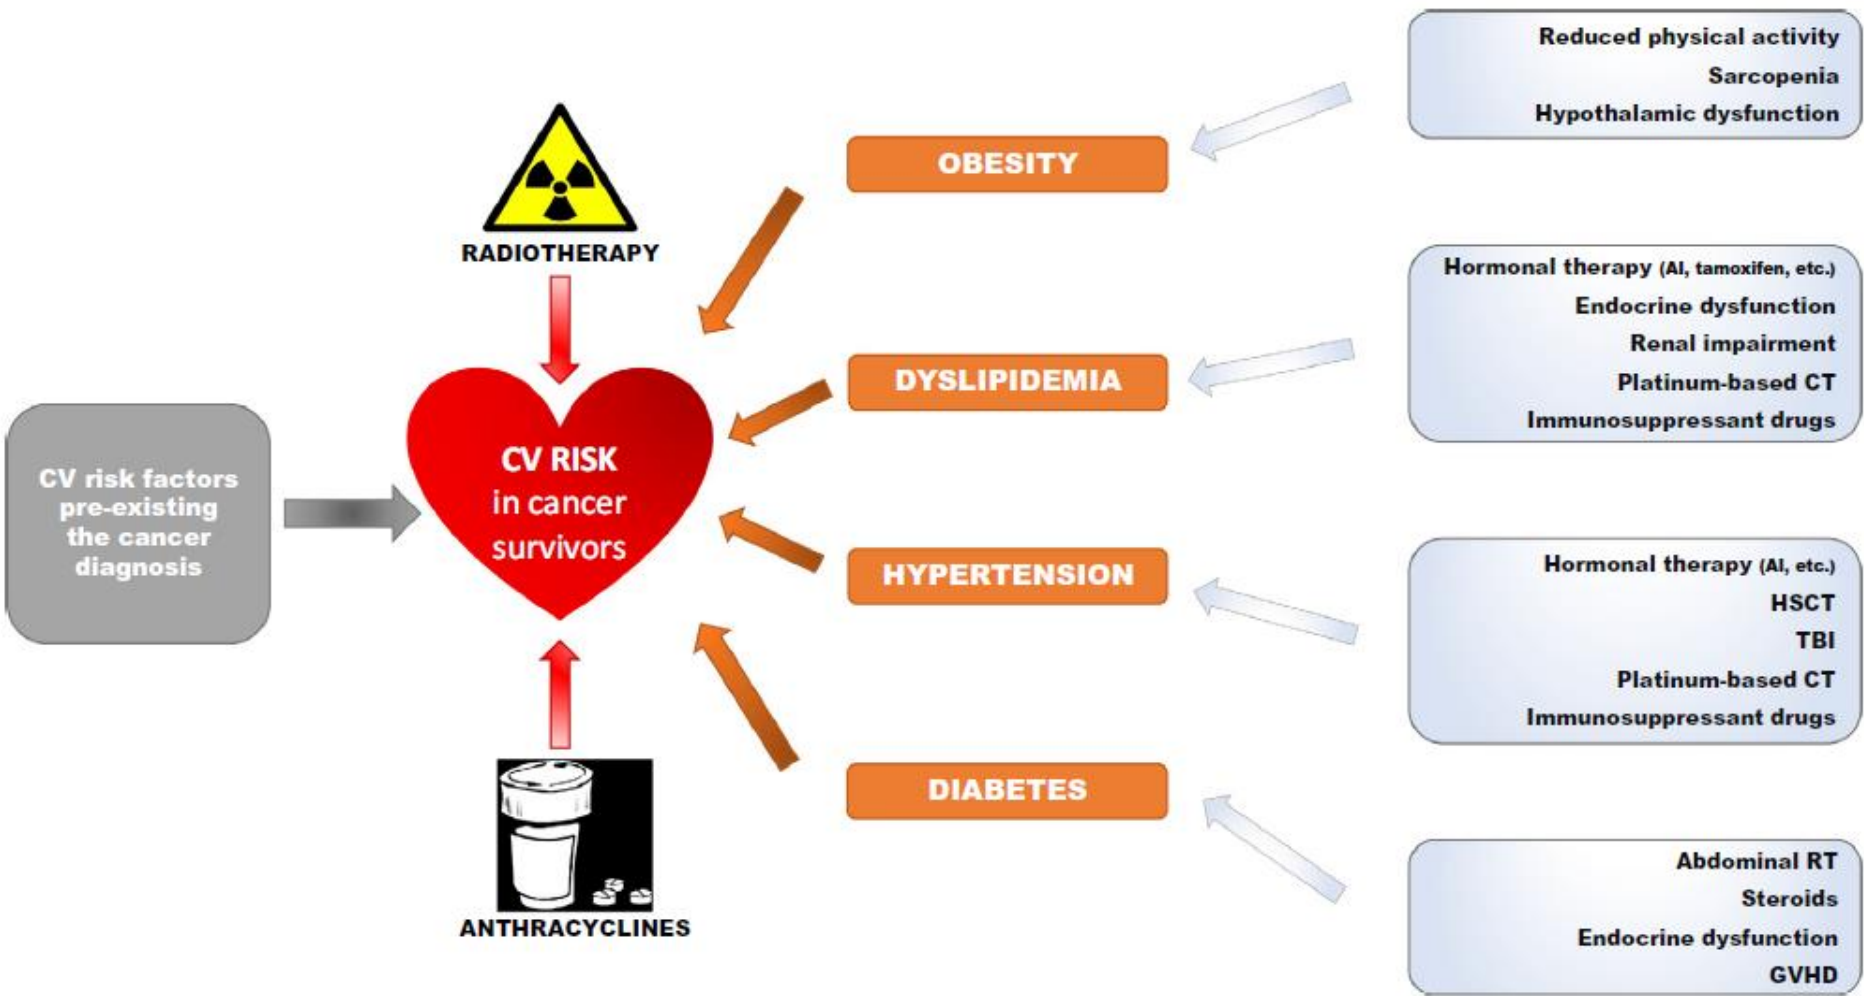 RADIOTHERAPY
CV risk factors
pre-existing
the cancer
diagnosis
CV RISK
in cancer
survivors
ANTHRACYCLINES
OBESITY
DYSLIPIDEMIA
HYPERTENSION
DIABETES
Reduced physical activity
Sarcopenia
Hypothalamic dysfunction
Hormonal therapy (AI, tamoxifen, etc.)
Endocrine dysfunction
Renal impairment
Platinum-based CT
Immunosuppressant drugs
Hormonal therapy (AI, etc.)
HSCT
TBI
Platinum-based CT
Immunosuppressant drugs
Abdominal RT
Steroids
Endocrine dysfunction
GVHD